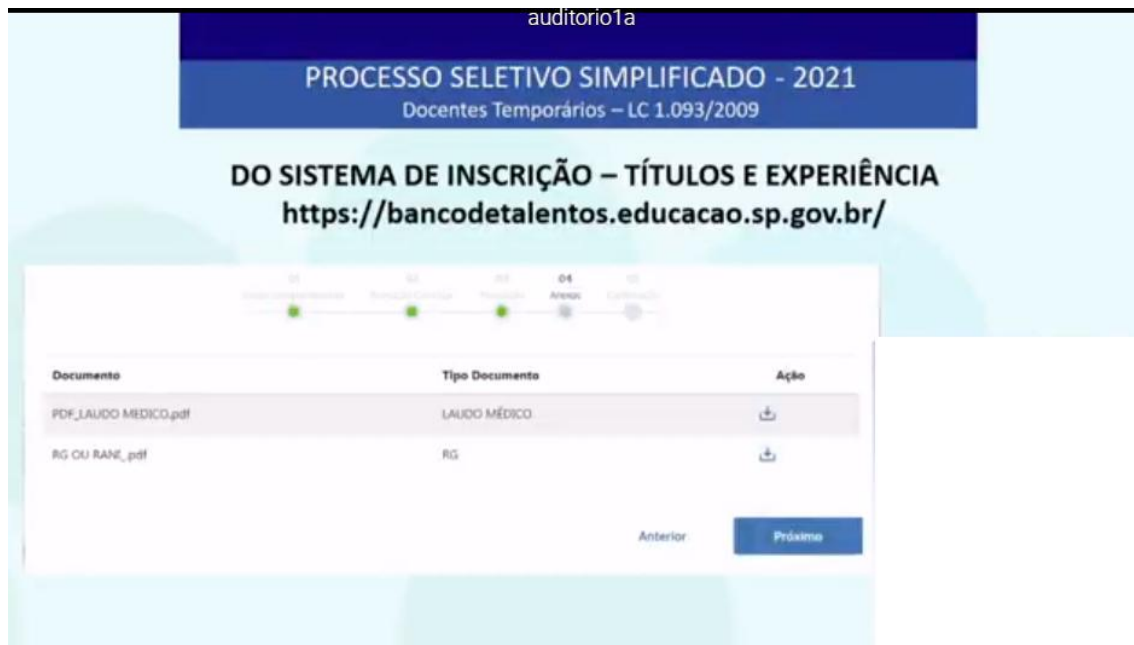 auditorio1a
PROCESSO SELETIVO SIMPLIFICADO - 2021
Docentes Temporários – LC 1.093/2009
DO SISTEMA DE INSCRIÇÃO – TÍTULOS E EXPERIÊNCIA
https://bancodetalentos.educacao.sp.gov.br/
04
Anexos
Documento Tipo Documento Ação
PDF_LAUDO MEDICO.pdf LAUDO MÉDICO
RG OU RANE_.pdf RG
Anterior Próximo